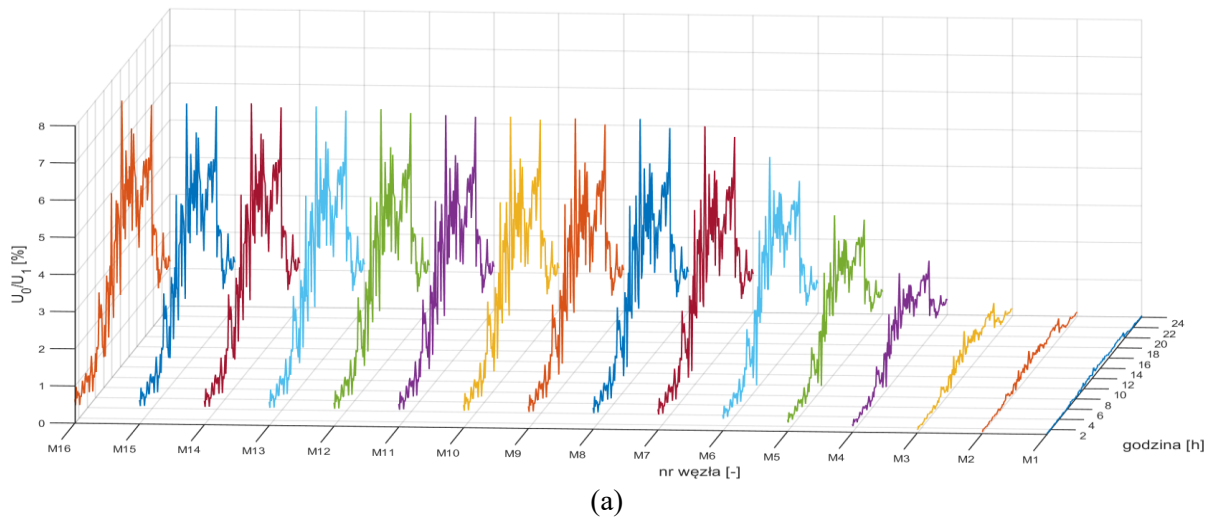 8
7
6
5
4
3
2
1
0
U₀/U₁ [%]
M16
M15
M14
M13
M12
M11
M10
M9
M8
M7
M6
M5
M4
M3
M2
M1
nr węzła [-]
24
22
20
18
16
14
12
10
8
6
4
2
godzina [h]
(a)